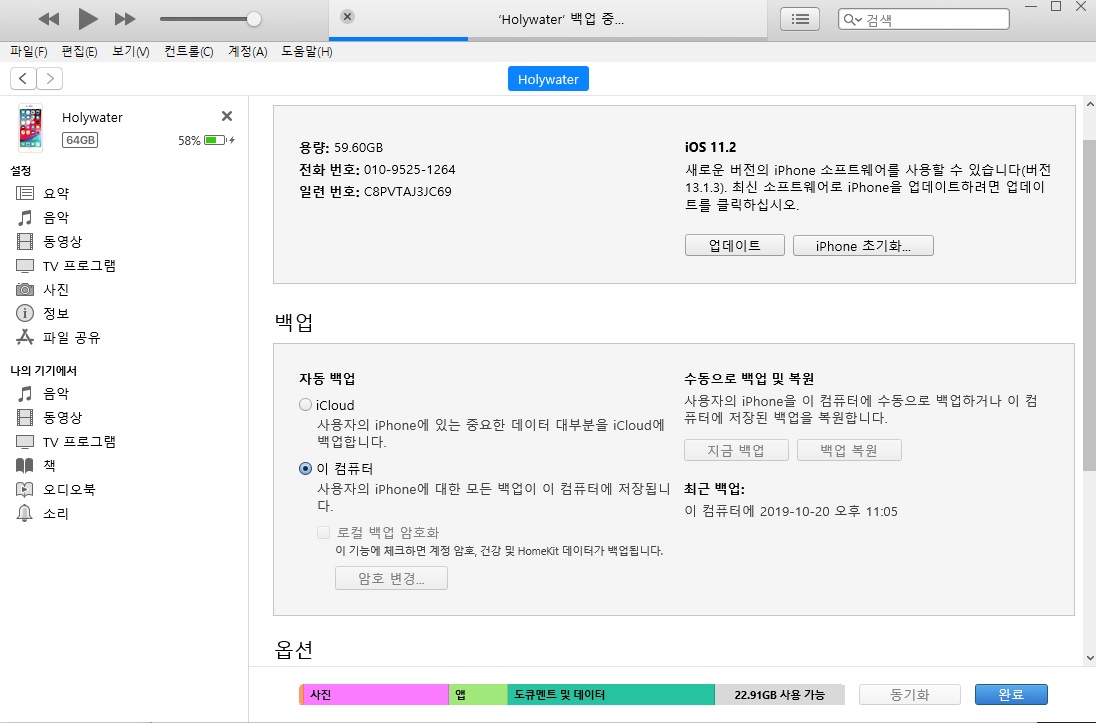 'Holywater' 백업 중...
검색
파일(F) 편집(E) 보기(V) 컨트롤(C) 계정(A) 도움말(H)
Holywater
Holywater
64GB
58%
설정
요약
음악
동영상
TV 프로그램
사진
정보
파일 공유
나의 기기에서
음악
동영상
TV 프로그램
책
오디오북
소리
용량: 59.60GB
전화 번호: 010-9525-1264
일련 번호: C8PVTAJ3JC69
iOS 11.2
새로운 버전의 iPhone 소프트웨어를 사용할 수 있습니다(버전
13.1.3). 최신 소프트웨어로 iPhone을 업데이트하려면 업데이
트를 클릭하십시오.
업데이트
iPhone 초기화...
백업
자동 백업
iCloud
사용자의 iPhone에 있는 중요한 데이터 대부분을 iCloud에
백업합니다.
이 컴퓨터
사용자의 iPhone에 대한 모든 백업이 이 컴퓨터에 저장됩니
다.
로컬 백업 암호화
이 기능에 체크하면 계정 암호, 건강 및 HomeKit 데이터가 백업됩니다.
암호 변경...
수동으로 백업 및 복원
사용자의 iPhone을 이 컴퓨터에 수동으로 백업하거나 이 컴
퓨터에 저장된 백업을 복원합니다.
지금 백업
백업 복원
최근 백업:
이 컴퓨터에 2019-10-20 오후 11:05
옵션
사진
앱
도큐멘트 및 데이터
22.91GB 사용 가능
동기화
완료